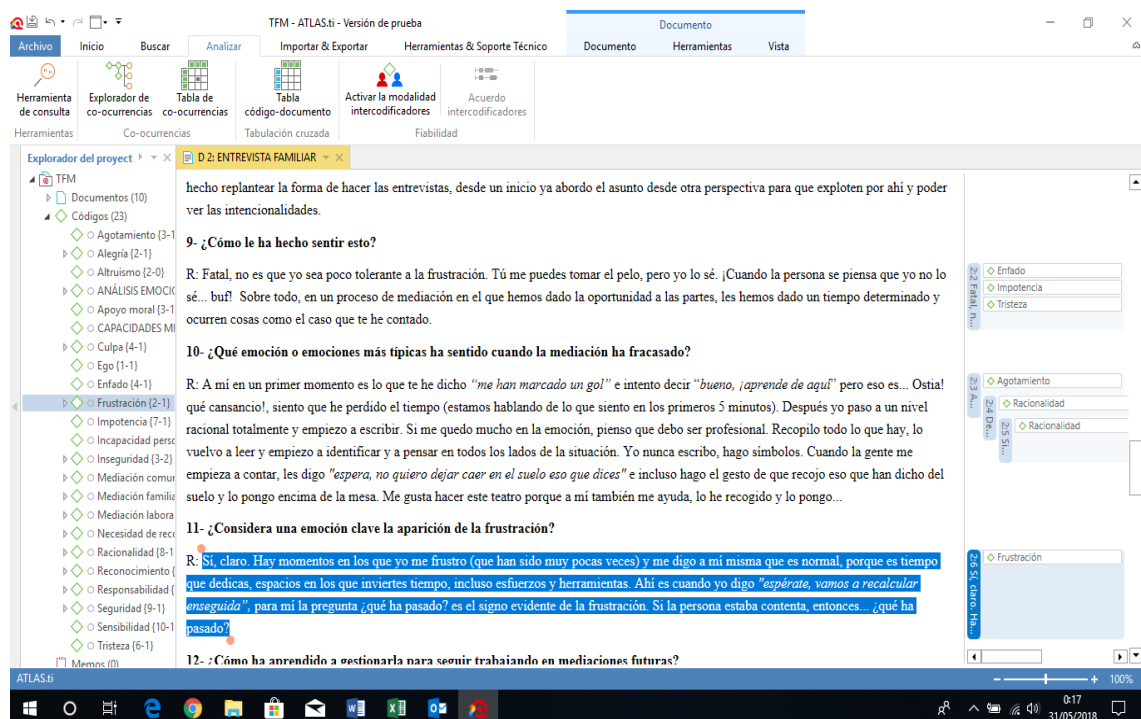 TFM - ATLAS.ti - Versión de prueba
Documento
Archivo Inicio Buscar Analizar Importar & Exportar Herramientas & Soporte Técnico Documento Herramientas Vista
Herramienta de consulta
Explorador de co-ocurrencias
Tabla de co-ocurrencias
Tabla código-documento
Activar la modalidad intercodificadores
Acuerdo intercodificadores
Herramientas Co-ocurrencias Tabulación cruzada Fiabilidad
Explorador del proyect
D 2: ENTREVISTA FAMILIAR
TFM
Documentos (10)
Códigos (23)
Agotamiento {3-1
Alegría {2-1}
Altruismo {2-0}
ANÁLISIS EMOCIO
Apoyo moral {3-1
CAPACIDADES MI
Culpa {4-1}
Ego {1-1}
Enfado {4-1}
Frustración {2-1}
Impotencia {7-1}
Incapacidad perso
Inseguridad {3-2}
Mediación comur
Mediación familia
Mediación labora
Necesidad de reco
Racionalidad {8-1
Reconocimiento {
Responsabilidad {
Seguridad {9-1}
Sensibilidad {10-1
Tristeza {6-1}
Memos (0)
hecho replantear la forma de hacer las entrevistas, desde un inicio ya abordo el asunto desde otra perspectiva para que exploten por ahí y poder
ver las intencionalidades.
9- ¿Cómo le ha hecho sentir esto?
R: Fatal, no es que yo sea poco tolerante a la frustración. Tú me puedes tomar el pelo, pero yo lo sé. ¡Cuando la persona se piensa que yo no lo
sé... buf! Sobre todo, en un proceso de mediación en el que hemos dado la oportunidad a las partes, les hemos dado un tiempo determinado y
ocurren cosas como el caso que te he contado.
10- ¿Qué emoción o emociones más típicas ha sentido cuando la mediación ha fracasado?
R: A mí en un primer momento es lo que te he dicho "me han marcado un gol" e intento decir "bueno, ¡aprende de aquí" pero eso es... Ostia!
qué cansancio!, siento que he perdido el tiempo (estamos hablando de lo que siento en los primeros 5 minutos). Después yo paso a un nivel
racional totalmente y empiezo a escribir. Si me quedo mucho en la emoción, pienso que debo ser profesional. Recopilo todo lo que hay, lo
vuelvo a leer y empiezo a identificar y a pensar en todos los lados de la situación. Yo nunca escribo, hago símbolos. Cuando la gente me
empieza a contar, les digo "espera, no quiero dejar caer en el suelo eso que dices" e incluso hago el gesto de que recojo eso que han dicho del
suelo y lo pongo encima de la mesa. Me gusta hacer este teatro porque a mí también me ayuda, lo he recogido y lo pongo...
11- ¿Considera una emoción clave la aparición de la frustración?
R: Sí, claro. Hay momentos en los que yo me frustro (que han sido muy pocas veces) y me digo a mí misma que es normal, porque es tiempo
que dedicas, espacios en los que inviertes tiempo, incluso esfuerzos y herramientas. Ahí es cuando yo digo "espérate, vamos a recalcular
enseguida", para mí la pregunta ¿qué ha pasado? es el signo evidente de la frustración. Si la persona estaba contenta, entonces... ¿qué ha
pasado?
12- ¿Cómo ha aprendido a gestionarla para seguir trabajando en mediaciones futuras?
2:2 Fatal, n...
Enfado
Impotencia
Tristeza
2:3 A...
Agotamiento
2:4 De...
Racionalidad
2:5 Si...
Racionalidad
2:6 Sí, claro. Ha...
Frustración
ATLAS.ti
100%
0:17
31/05/2018